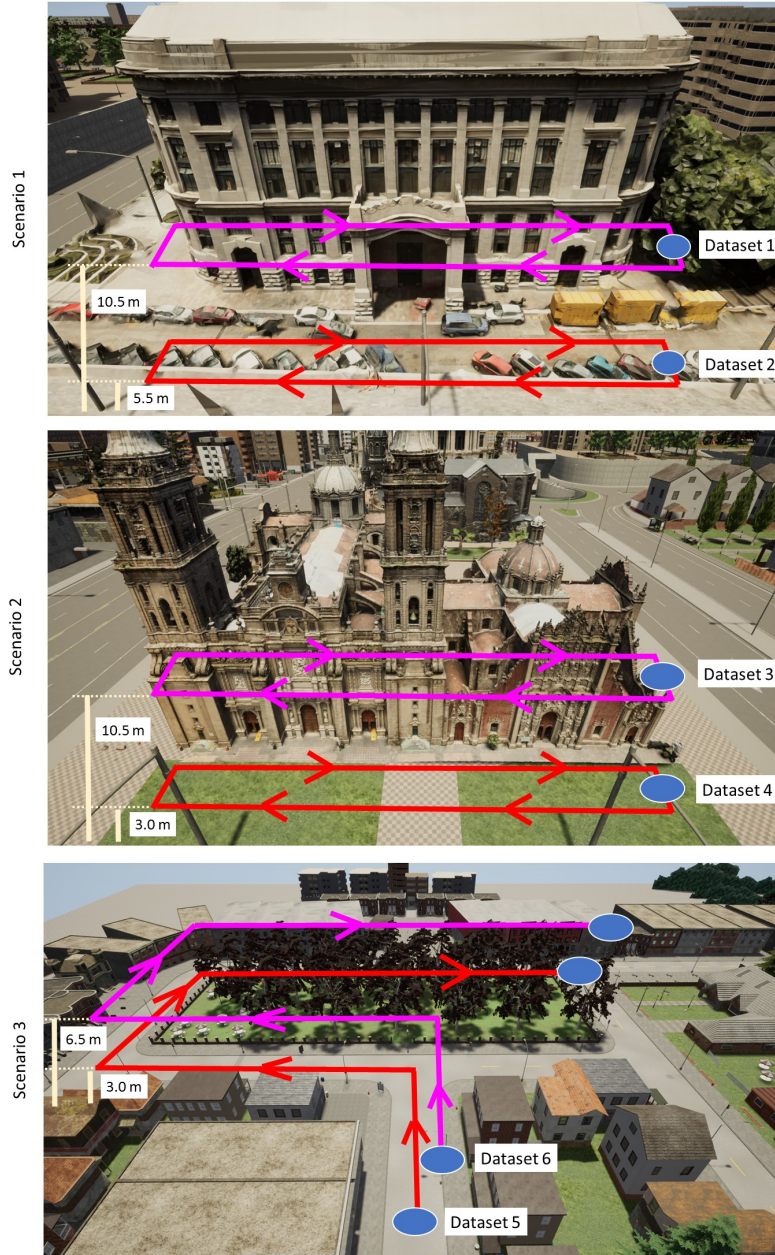 Scenario 1
Dataset 1
10.5 m
Dataset 2
5.5 m
Scenario 2
Dataset 3
10.5 m
Dataset 4
3.0 m
Scenario 3
6.5 m
3.0 m
Dataset 6
Dataset 5